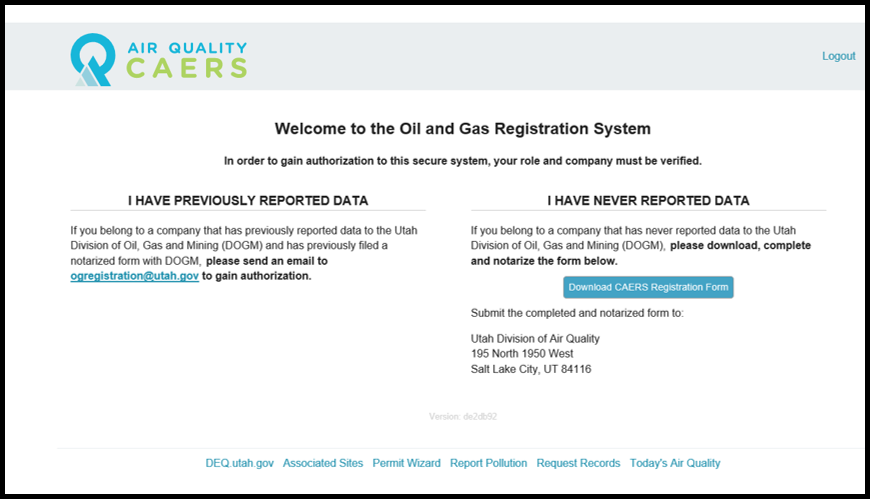 AIR QUALITY
CAERS
Logout
Welcome to the Oil and Gas Registration System
In order to gain authorization to this secure system, your role and company must be verified.
I HAVE PREVIOUSLY REPORTED DATA
If you belong to a company that has previously reported data to the Utah
Division of Oil, Gas and Mining (DOGM) and has previously filed a
notarized form with DOGM, please send an email to
ogregistration@utah.gov to gain authorization.
I HAVE NEVER REPORTED DATA
If you belong to a company that has never reported data to the Utah
Division of Oil, Gas and Mining (DOGM), please download, complete
and notarize the form below.
Download CAERS Registration Form
Submit the completed and notarized form to:
Utah Division of Air Quality
195 North 1950 West
Salt Lake City, UT 84116
Version: de2db92
DEQ.utah.gov Associated Sites Permit Wizard Report Pollution Request Records Today's Air Quality